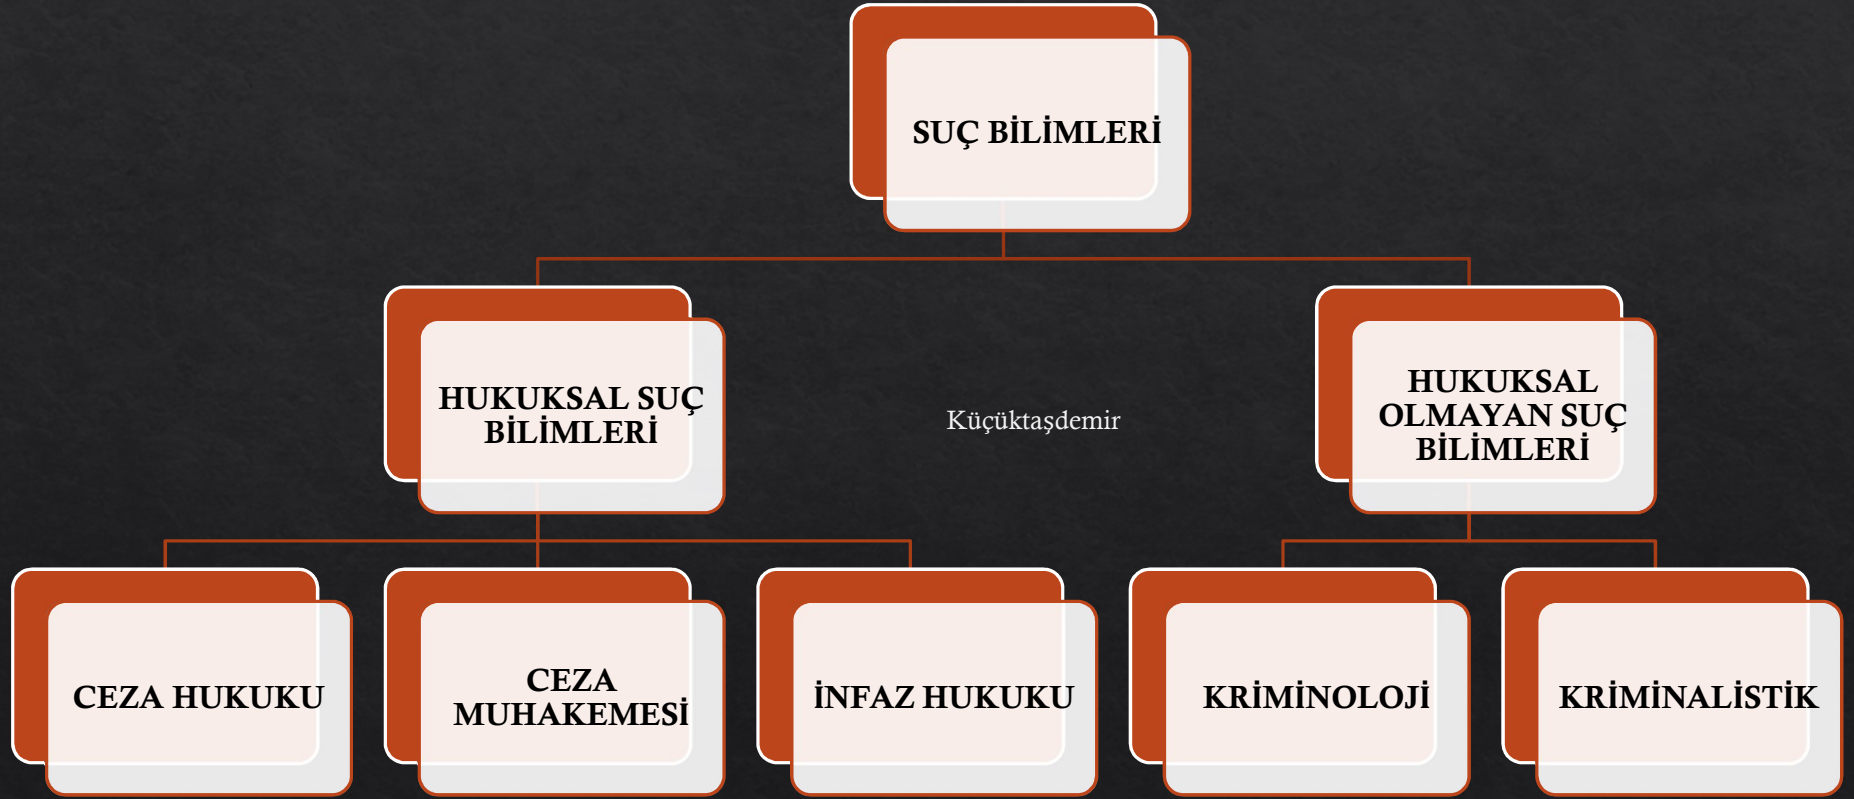 SUÇ BİLİMLERİ
HUKUKSAL SUÇ
BİLİMLERİ
Küçüktaşdemir
HUKUKSAL
OLMAYAN SUÇ
BİLİMLERİ
CEZA HUKUKU
CEZA
MUHAKEMESİ
İNFAZ HUKUKU
KRİMİNOLOJİ
KRİMİNALİSTİK